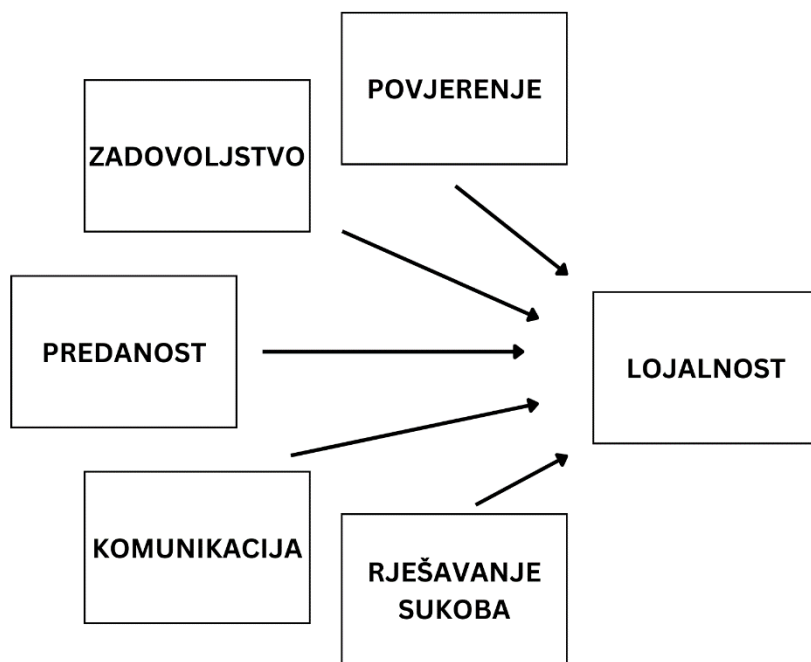 POVJERENJE
ZADOVOLJSTVO
PREDANOST
LOJALNOST
KOMUNIKACIJA
RJEŠAVANJE
SUKOBA